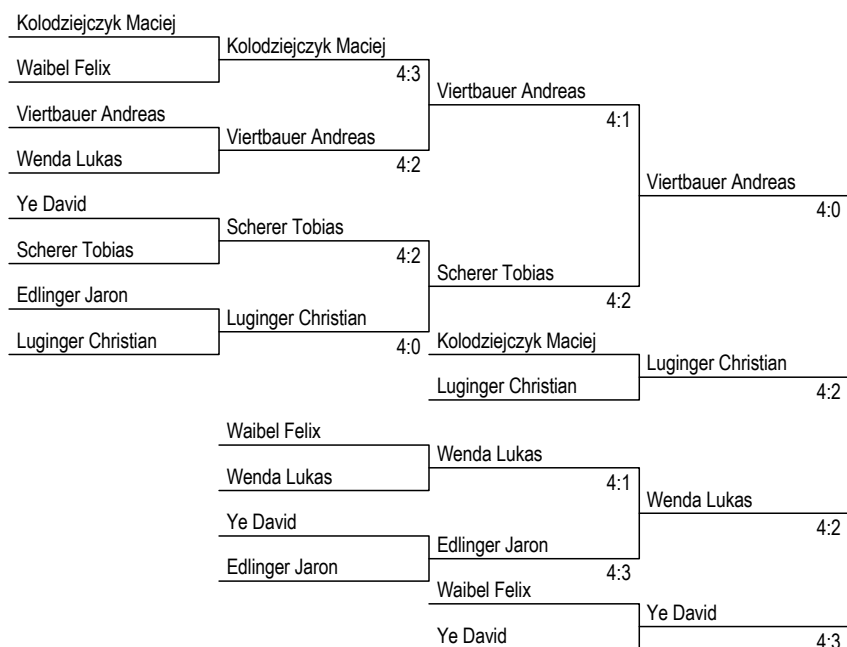 Kolodziejczyk Maciej
Kolodziejczyk Maciej
Waibel Felix
4:3
Viertbauer Andreas
Viertbauer Andreas
4:1
Viertbauer Andreas
Wenda Lukas
4:2
Viertbauer Andreas
4:0
Ye David
Scherer Tobias
Scherer Tobias
4:2
Scherer Tobias
4:2
Edlinger Jaron
Luginger Christian
Luginger Christian
4:0
Kolodziejczyk Maciej
Luginger Christian
Luginger Christian
4:2
Waibel Felix
Wenda Lukas
Wenda Lukas
4:1
Wenda Lukas
4:2
Ye David
Edlinger Jaron
Edlinger Jaron
4:3
Waibel Felix
Ye David
Ye David
4:3